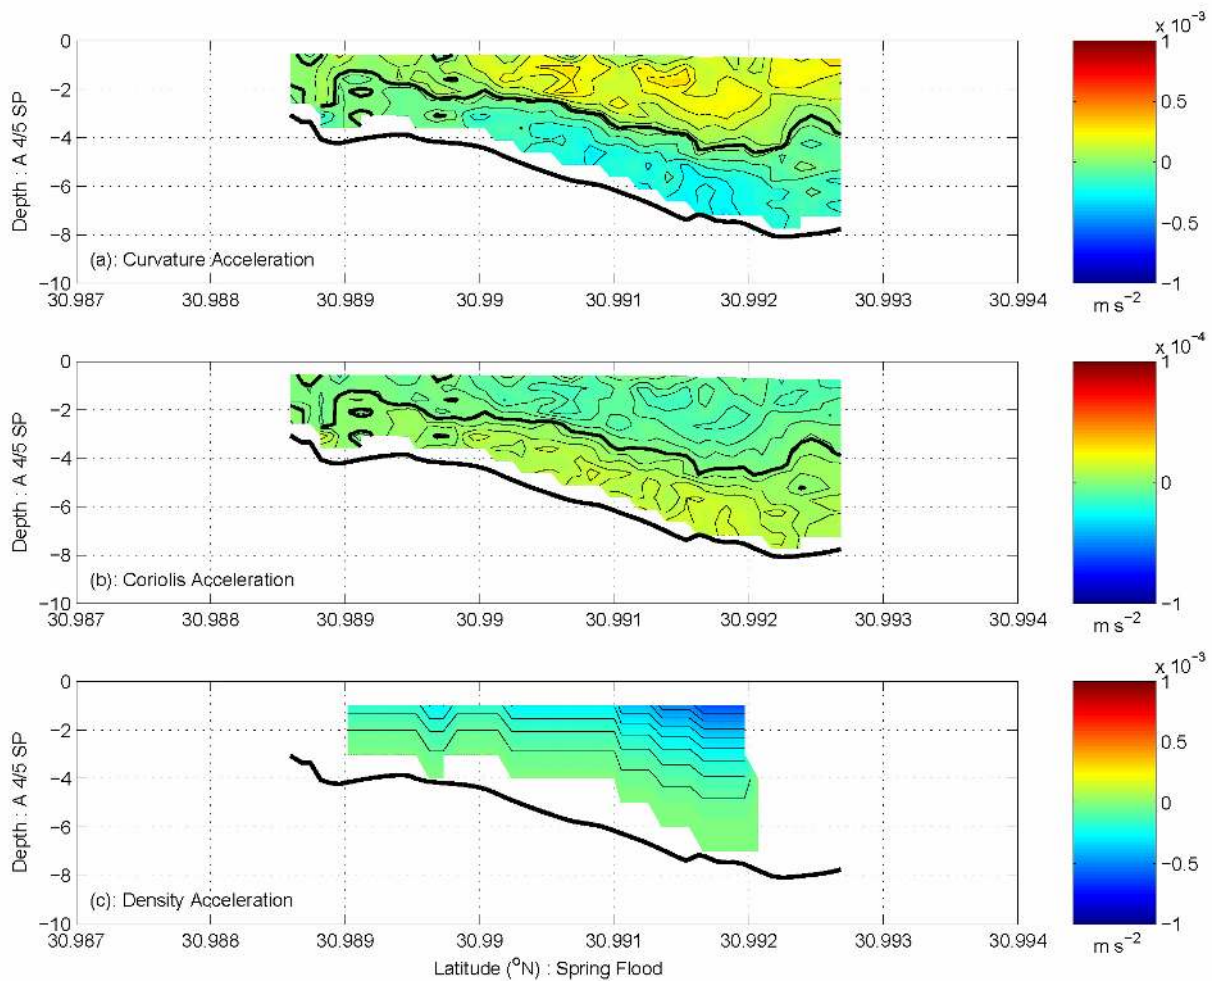 x 10⁻³
0
−2
−4
−6
−8
−10
Depth : A 4/5 SP
(a): Curvature Acceleration
30.987 30.988 30.989 30.99 30.991 30.992 30.993 30.994
1
0.5
0
−0.5
−1
m s⁻²
x 10⁻⁴
0
−2
−4
−6
−8
−10
Depth : A 4/5 SP
(b): Coriolis Acceleration
30.987 30.988 30.989 30.99 30.991 30.992 30.993 30.994
1
0.5
0
−0.5
−1
m s⁻²
x 10⁻³
0
−2
−4
−6
−8
−10
Depth : A 4/5 SP
(c): Density Acceleration
30.987 30.988 30.989 30.99 30.991 30.992 30.993 30.994
1
0.5
0
−0.5
−1
m s⁻²
Latitude (°N) : Spring Flood